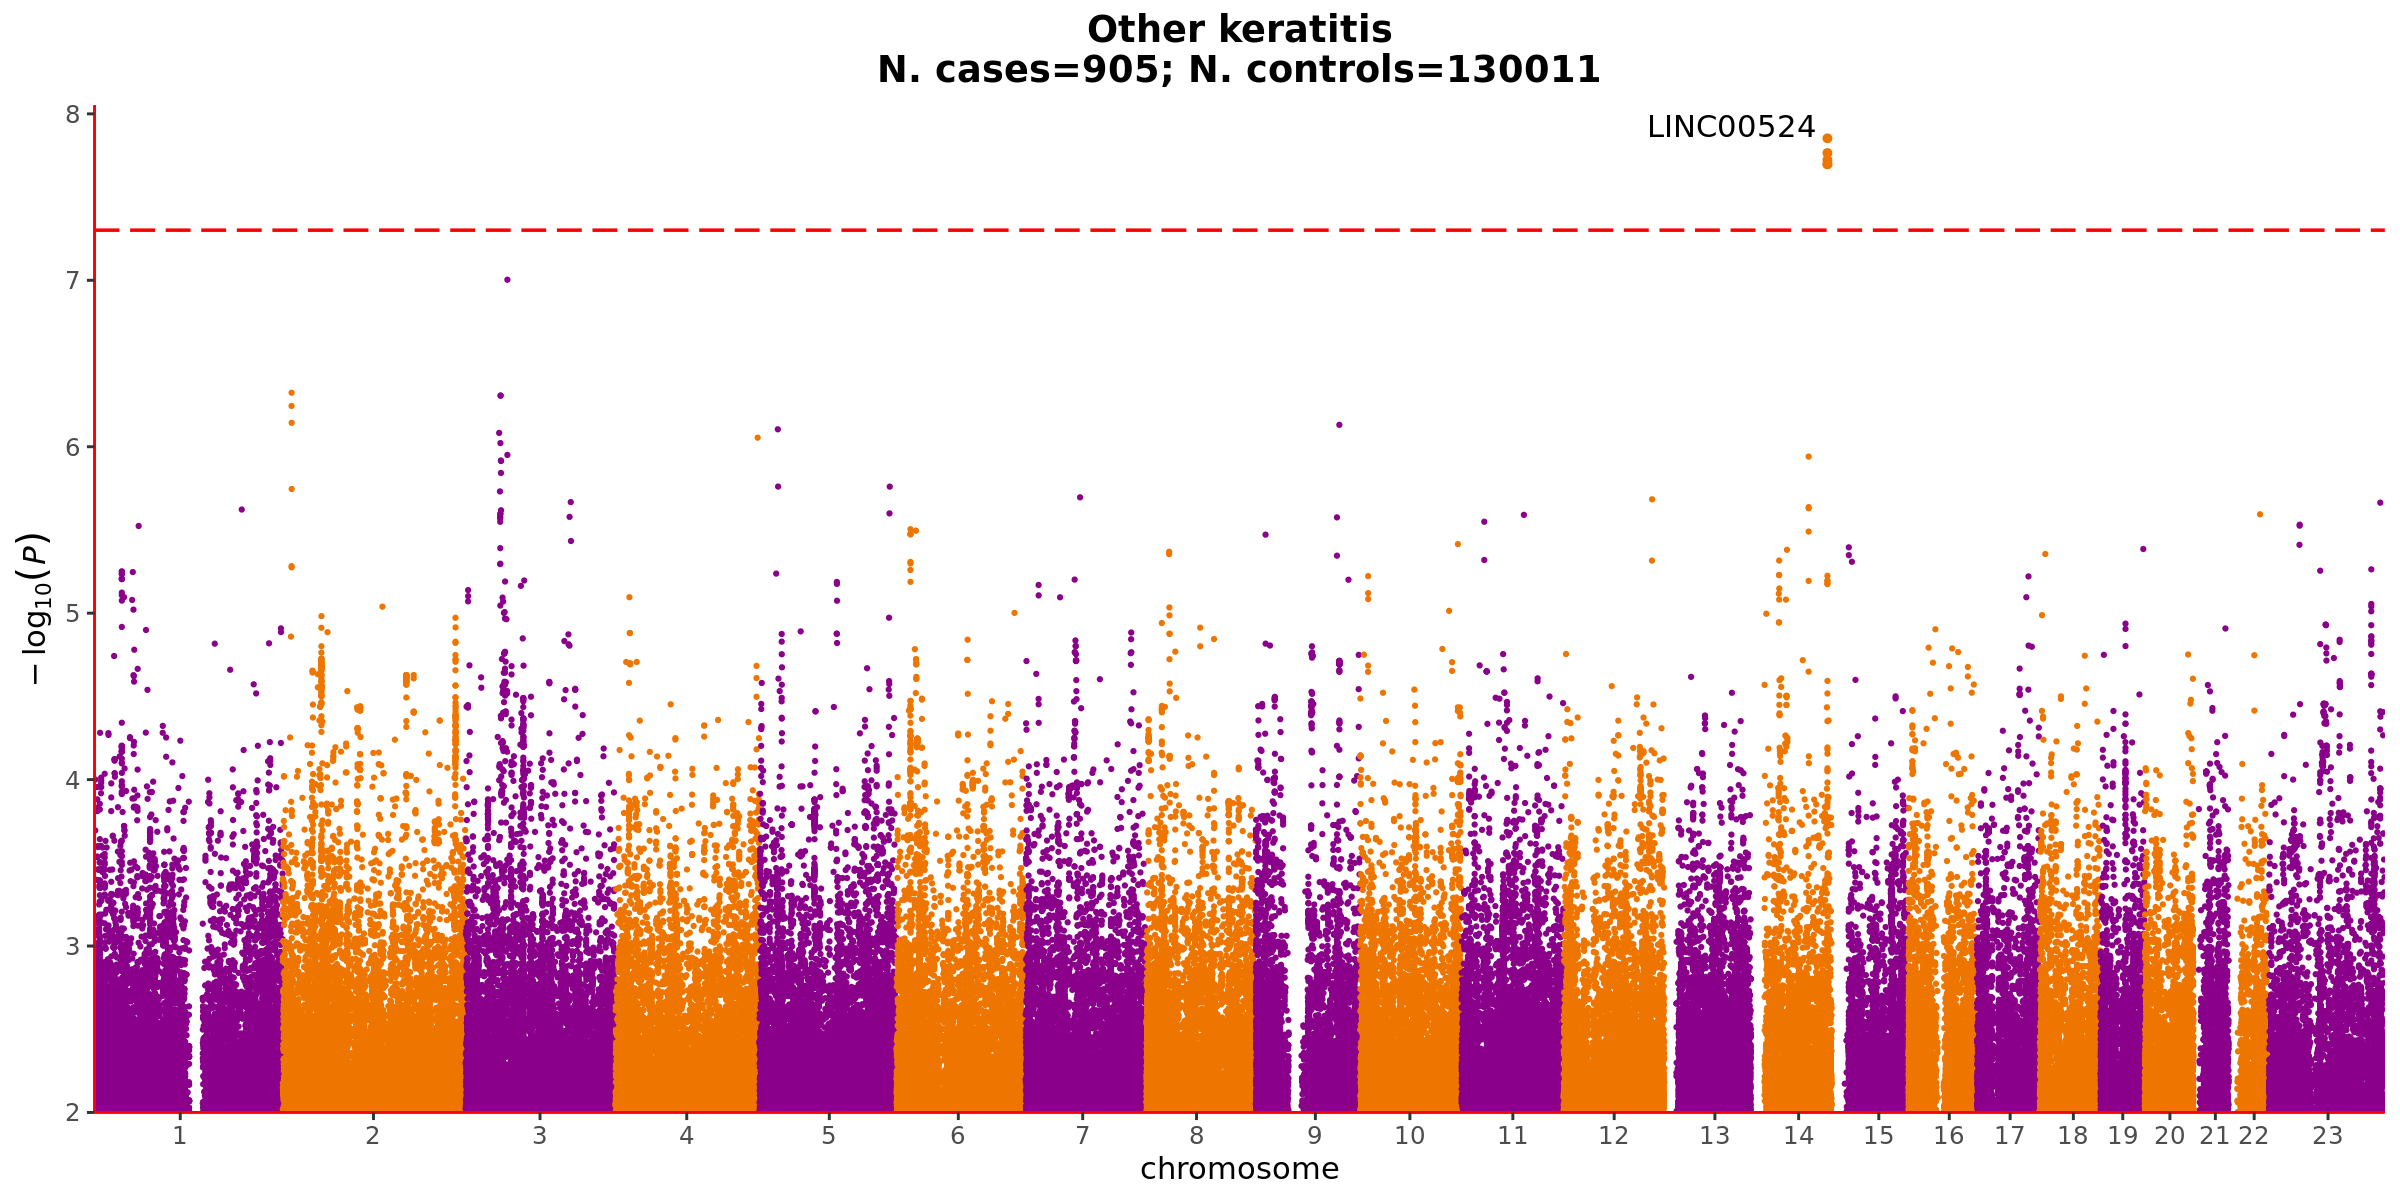 Other keratitis
N. cases=905; N. controls=130011
LINC00524
−log₁₀(P)
8
7
6
5
4
3
2
1 2 3 4 5 6 7 8 9 10 11 12 13 14 15 16 17 18 19 20 21 22 23
chromosome